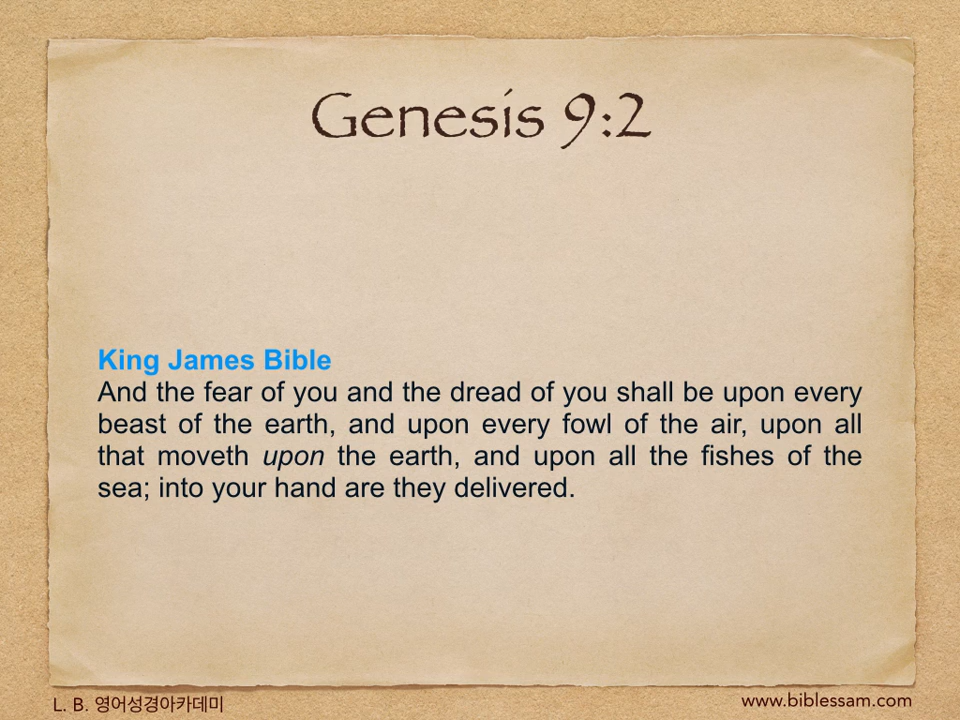 Genesis 9:2
King James Bible
And the fear of you and the dread of you shall be upon every
beast of the earth, and upon every fowl of the air, upon all
that moveth upon the earth, and upon all the fishes of the
sea; into your hand are they delivered.
L. B. 영어성경아카데미
www.biblessam.com